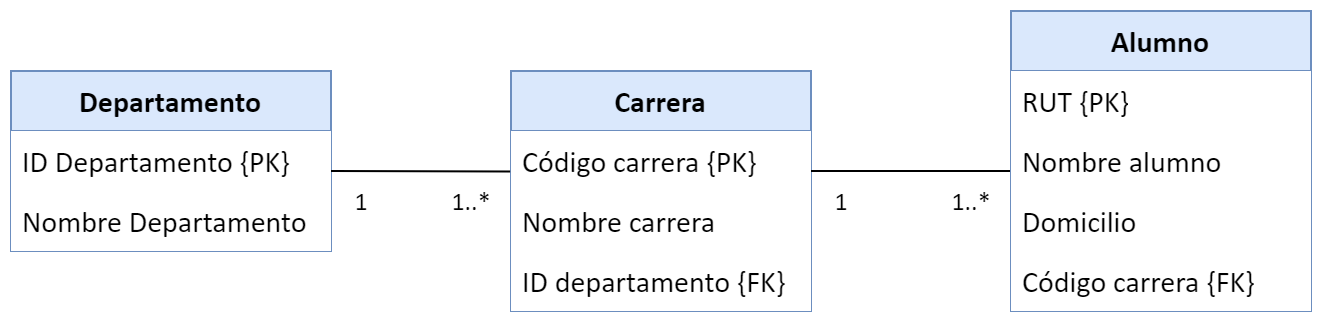 Departamento
ID Departamento {PK}
Nombre Departamento
1
1..*
Carrera
Código carrera {PK}
Nombre carrera
ID departamento {FK}
1
1..*
Alumno
RUT {PK}
Nombre alumno
Domicilio
Código carrera {FK}